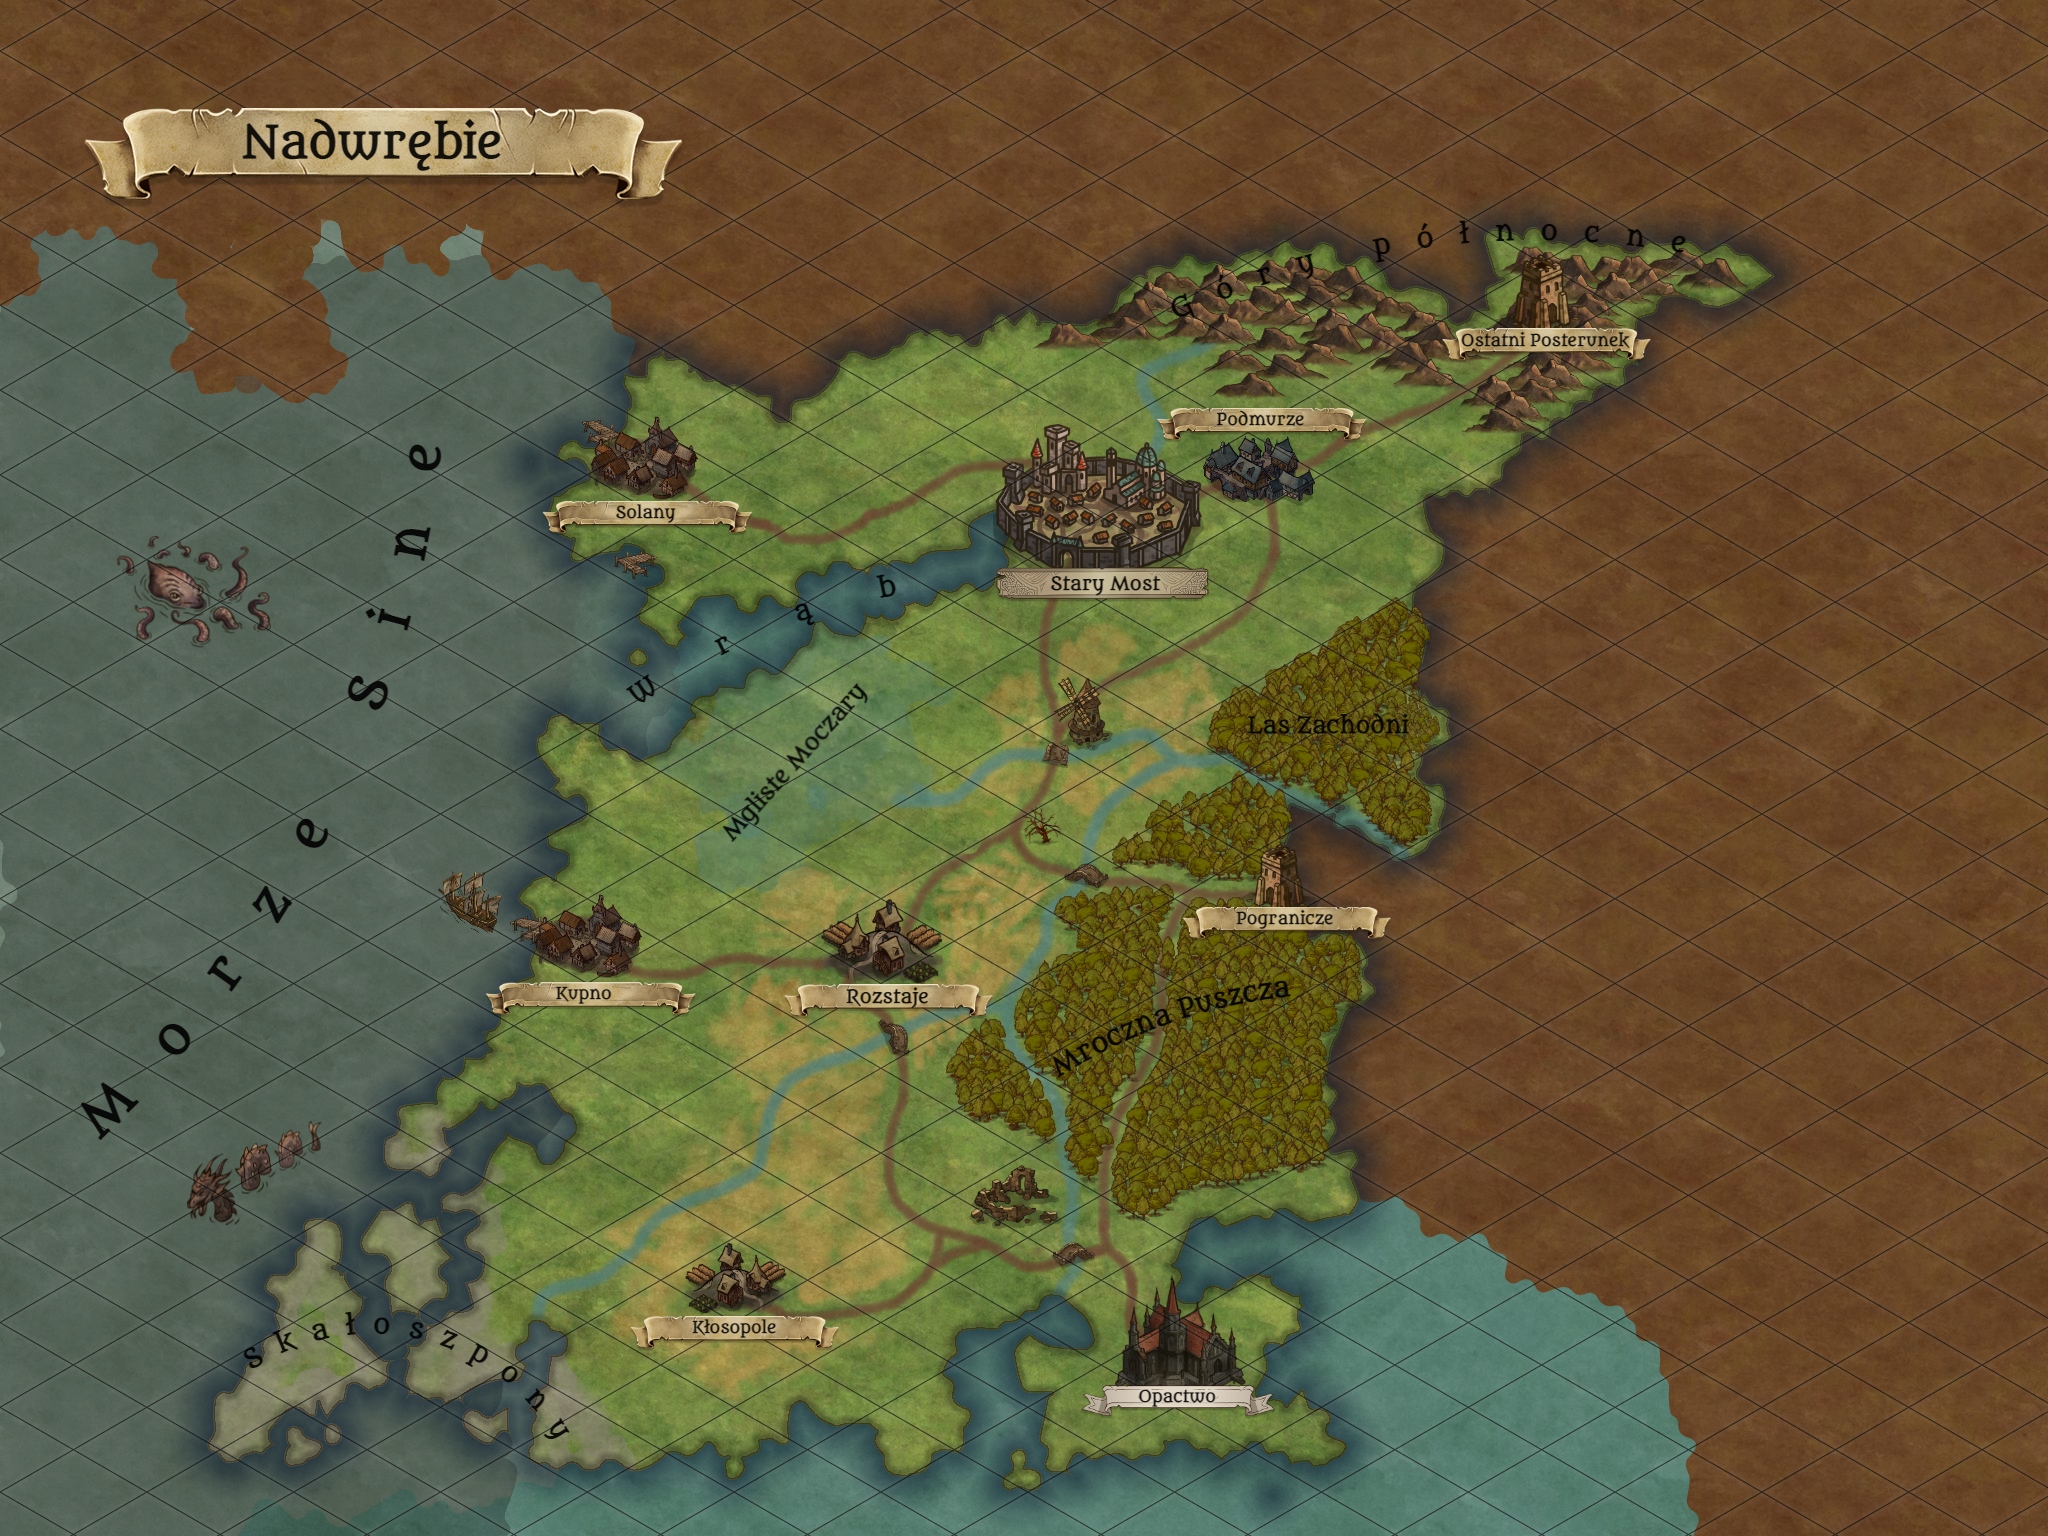 Nadwrębie
Góry północne
Ostatni Posterunek
Podmurze
Solany
Stary Most
Wrąb
Morze Sine
Las Zachodni
Mgliste Moczary
Pogranicze
Kupno
Rozstaje
Mroczna Puszcza
Skałoszpony
Kłosopole
Opactwo